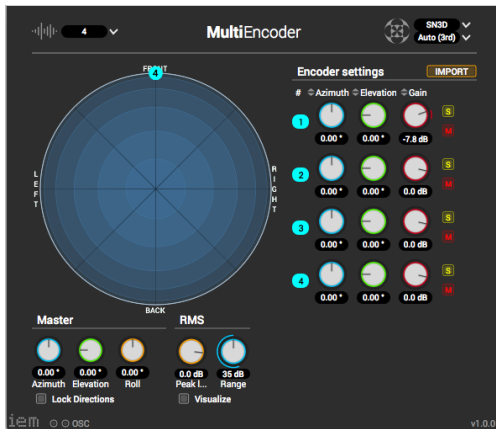 4
MultiEncoder
SN3D
Auto (3rd)
FRONT
4
LEFT
RIGHT
BACK
Encoder settings
IMPORT
# Azimuth Elevation Gain
1
S
M
0.00 ° 0.00 ° -7.8 dB
2
S
M
0.00 ° 0.00 ° 0.0 dB
3
S
M
0.00 ° 0.00 ° 0.0 dB
4
S
M
0.00 ° 0.00 ° 0.0 dB
Master
0.00 ° 0.00 ° 0.00 °
Azimuth Elevation Roll
Lock Directions
RMS
0.0 dB 35 dB
Peak l... Range
Visualize
iem OSC
v1.0.0